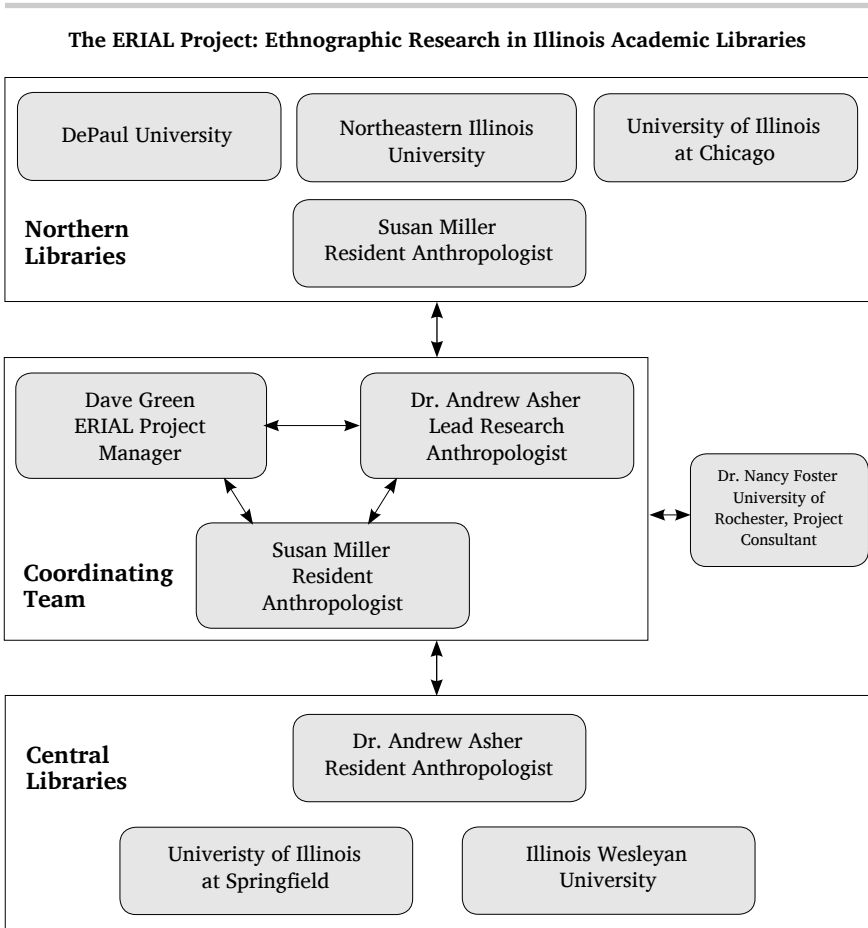 The ERIAL Project: Ethnographic Research in Illinois Academic Libraries
DePaul University
Northeastern Illinois
University
University of Illinois
at Chicago
Northern
Libraries
Susan Miller
Resident Anthropologist
Dave Green
ERIAL Project
Manager
Dr. Andrew Asher
Lead Research
Anthropologist
Dr. Nancy Foster
University of
Rochester, Project
Consultant
Susan Miller
Resident
Anthropologist
Coordinating
Team
Dr. Andrew Asher
Resident Anthropologist
Central
Libraries
Univeristy of Illinois
at Springfield
Illinois Wesleyan
University